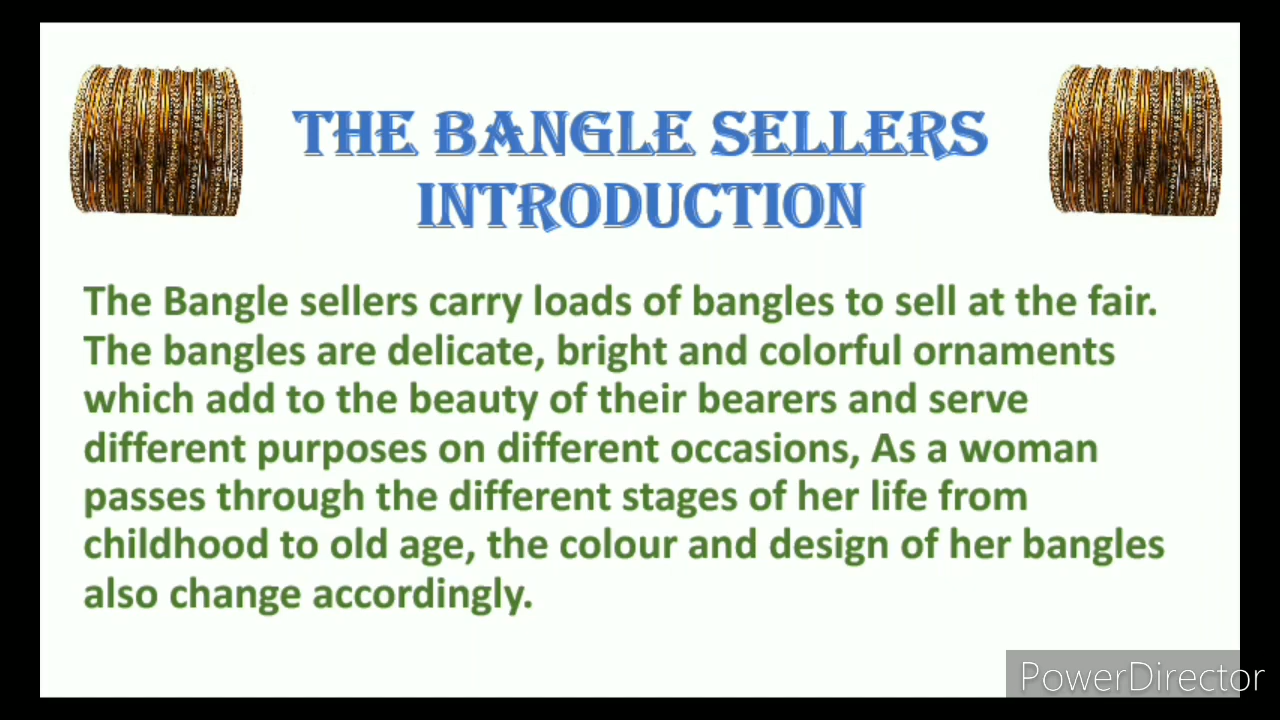 THE BANGLE SELLERS
INTRODUCTION
The Bangle sellers carry loads of bangles to sell at the fair.
The bangles are delicate, bright and colorful ornaments
which add to the beauty of their bearers and serve
different purposes on different occasions, As a woman
passes through the different stages of her life from
childhood to old age, the colour and design of her bangles
also change accordingly.
PowerDirector